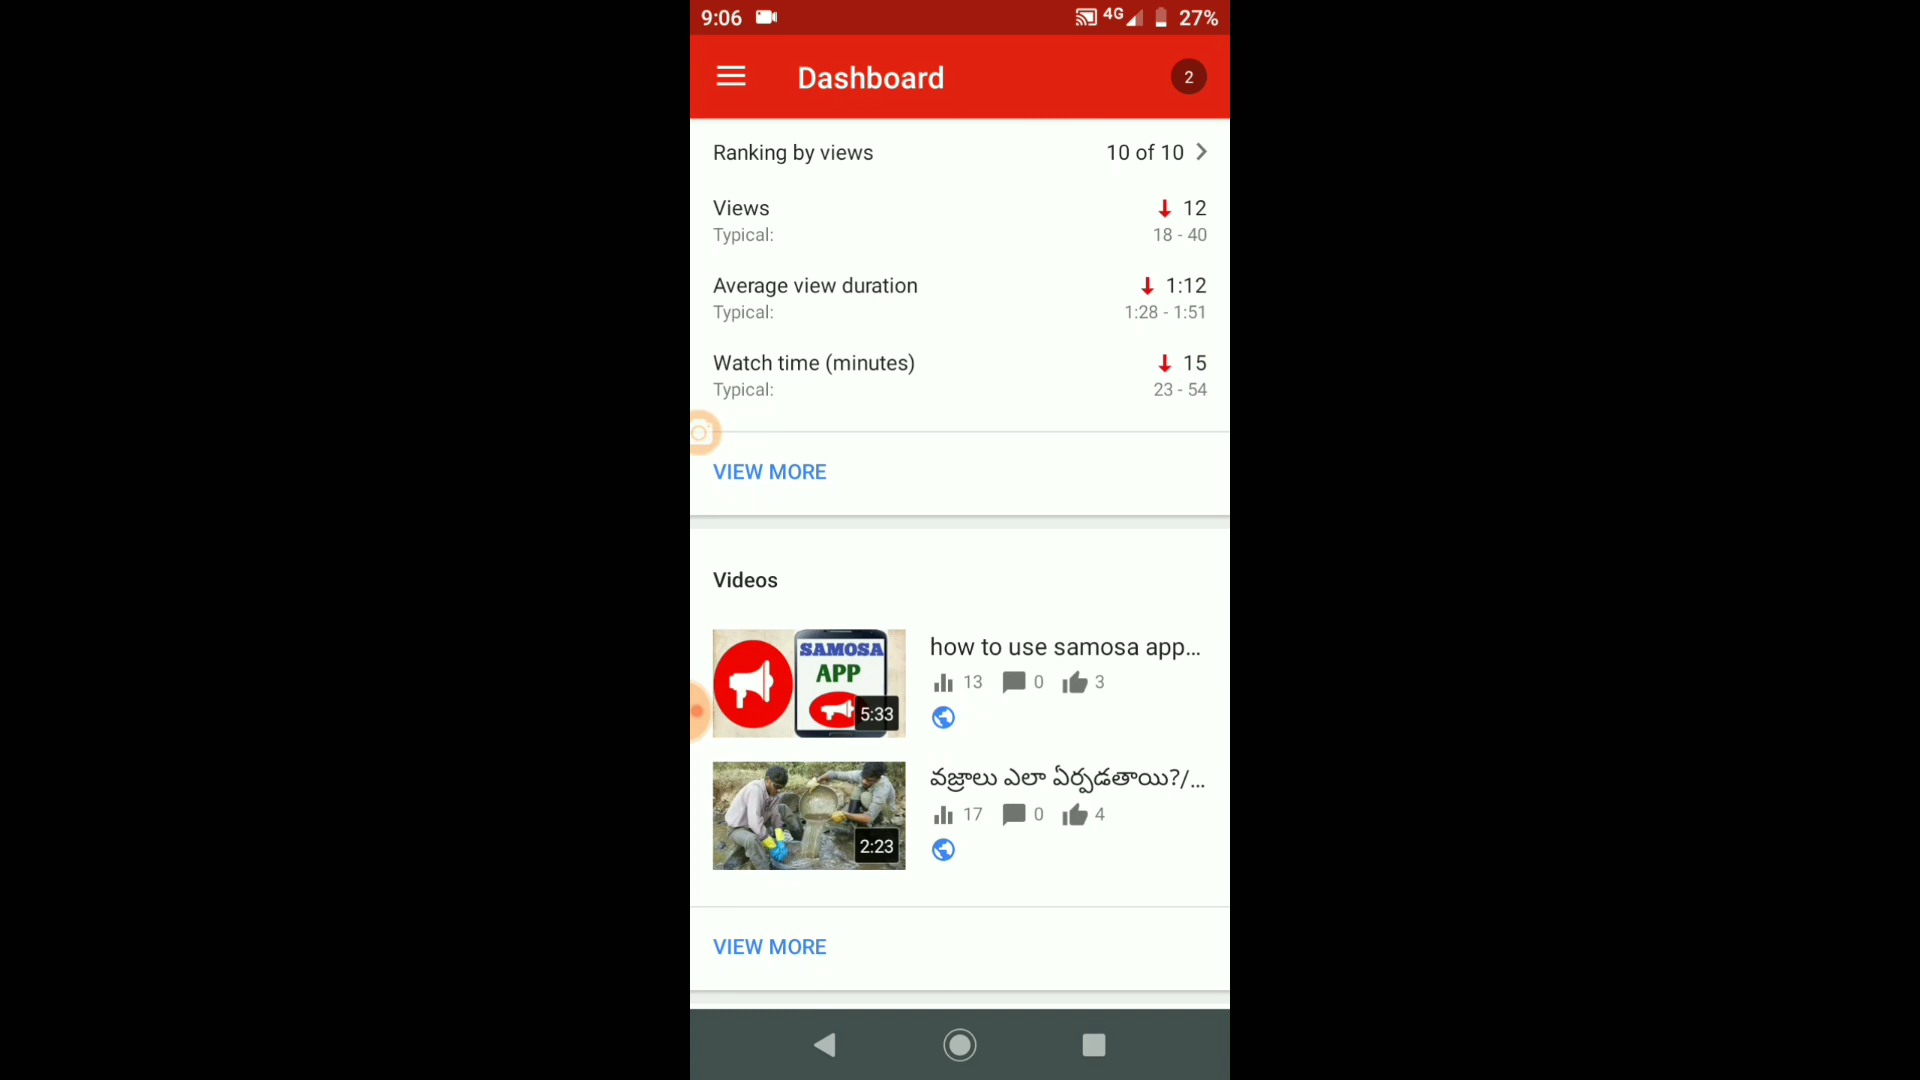 9:06 4G 27%
Dashboard 2
Ranking by views 10 of 10
Views 12
Typical: 18 - 40
Average view duration 1:12
Typical: 1:28 - 1:51
Watch time (minutes) 15
Typical: 23 - 54
VIEW MORE
Videos
SAMOSA
APP
5:33
how to use samosa app...
13 0 3
2:23
వజ్రాలు ఎలా ఏర్పడతాయి?/...
17 0 4
VIEW MORE